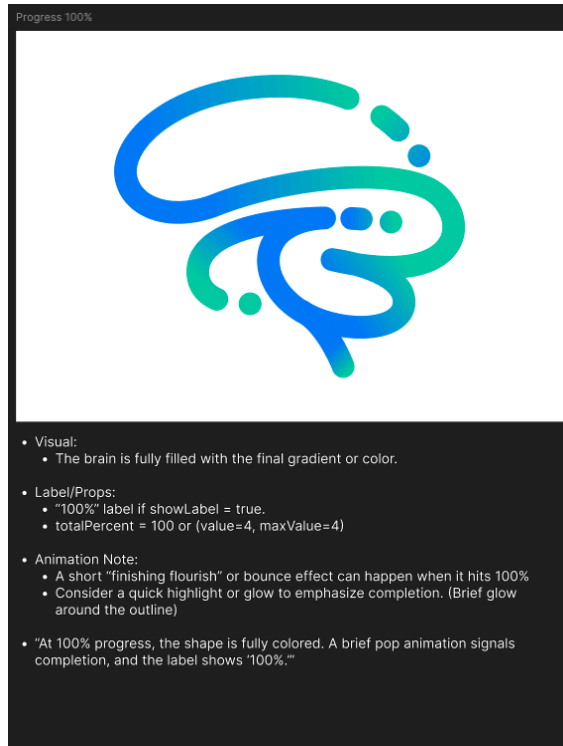 Progress 100%
• Visual:
• The brain is fully filled with the final gradient or color.
• Label/Props:
• “100%” label if showLabel = true.
• totalPercent = 100 or (value=4, maxValue=4)
• Animation Note:
• A short “finishing flourish” or bounce effect can happen when it hits 100%
• Consider a quick highlight or glow to emphasize completion. (Brief glow
around the outline)
• “At 100% progress, the shape is fully colored. A brief pop animation signals
completion, and the label shows ‘100%.’”